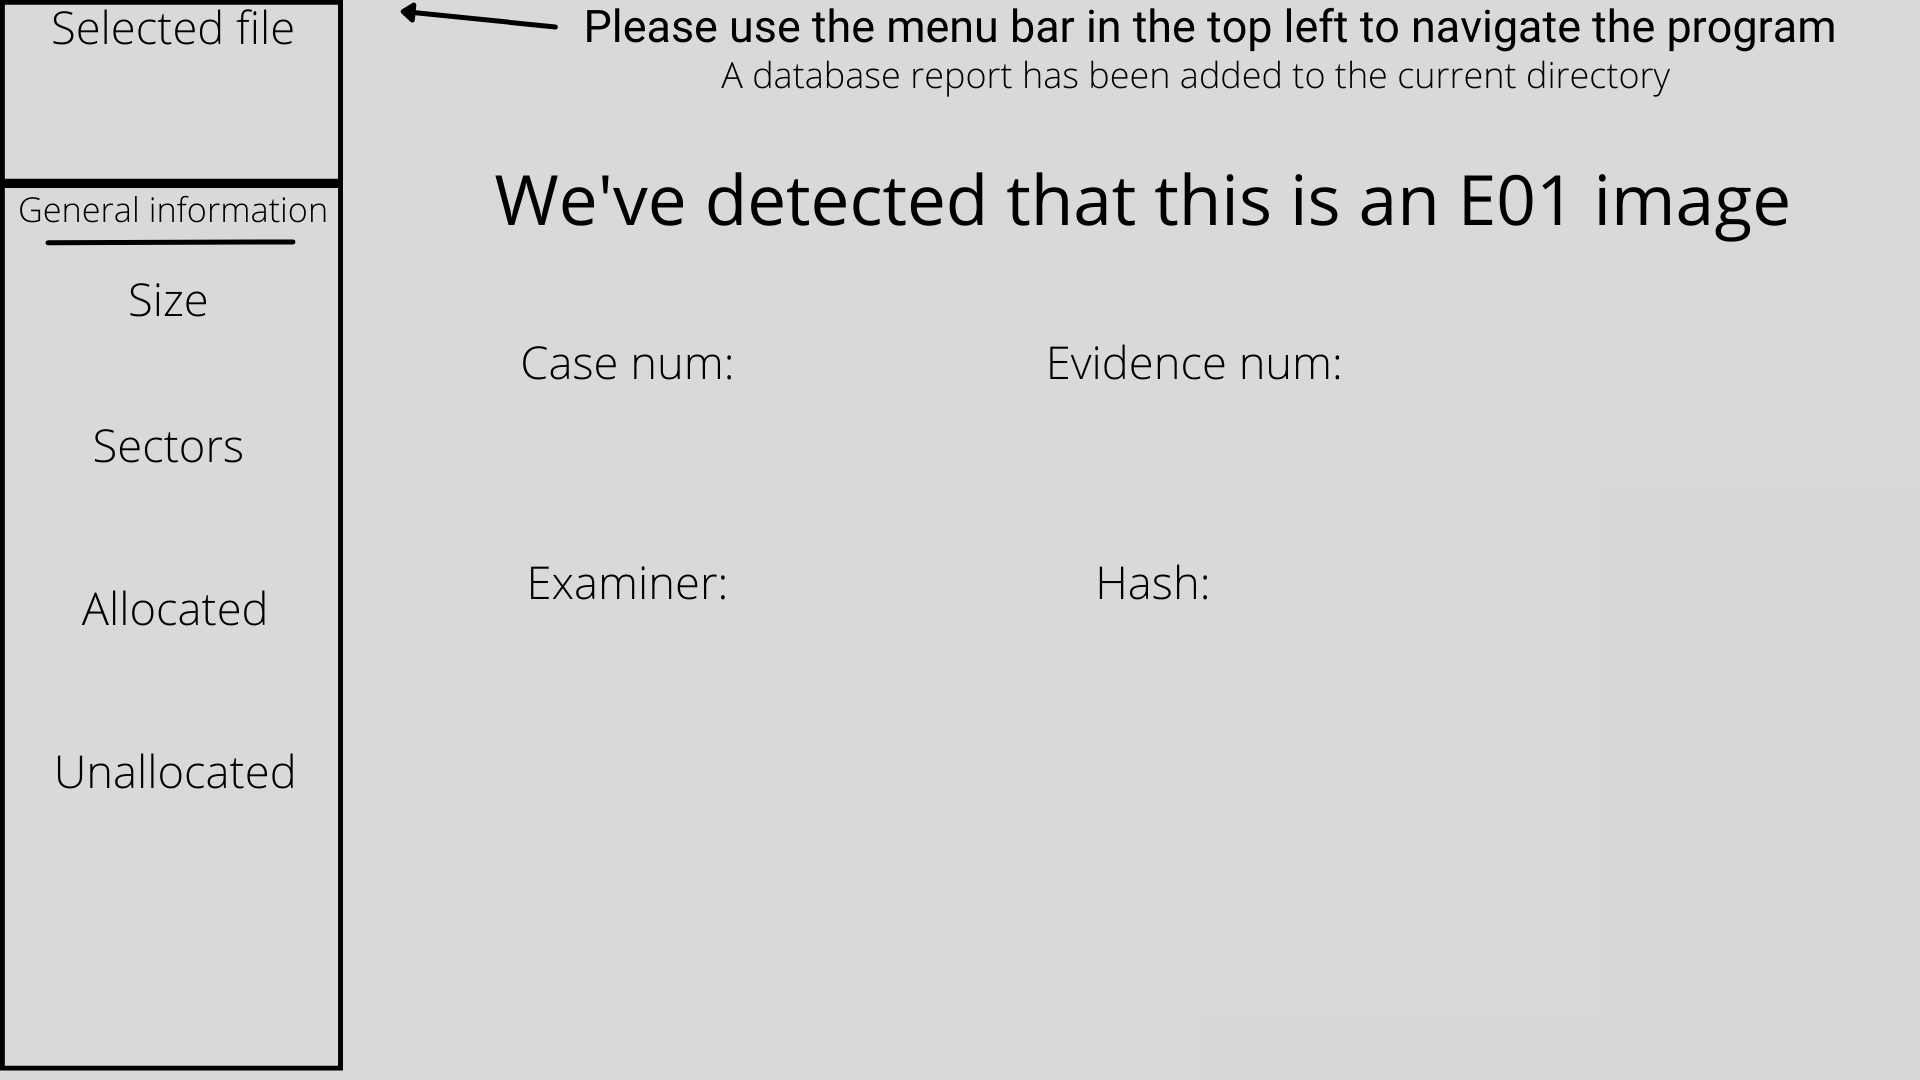 Selected file
General information
Size
Sectors
Allocated
Unallocated
Please use the menu bar in the top left to navigate the program
A database report has been added to the current directory
We've detected that this is an E01 image
Case num:
Evidence num:
Examiner:
Hash: